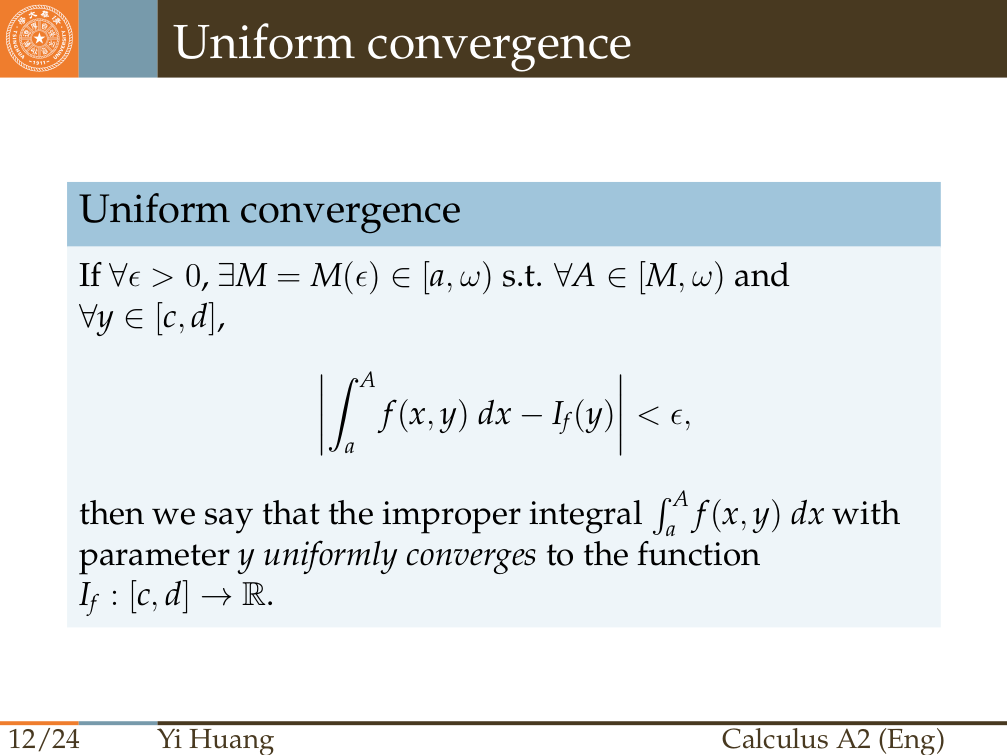 Uniform convergence
Uniform convergence
If ∀ϵ > 0, ∃M = M(ϵ) ∈ [a, ω) s.t. ∀A ∈ [M, ω) and
∀y ∈ [c, d],
|∫_a^A f(x, y) dx − I_f(y)| < ϵ,
then we say that the improper integral ∫_a^A f(x, y) dx with
parameter y uniformly converges to the function
I_f : [c, d] → ℝ.
12/24 Yi Huang Calculus A2 (Eng)